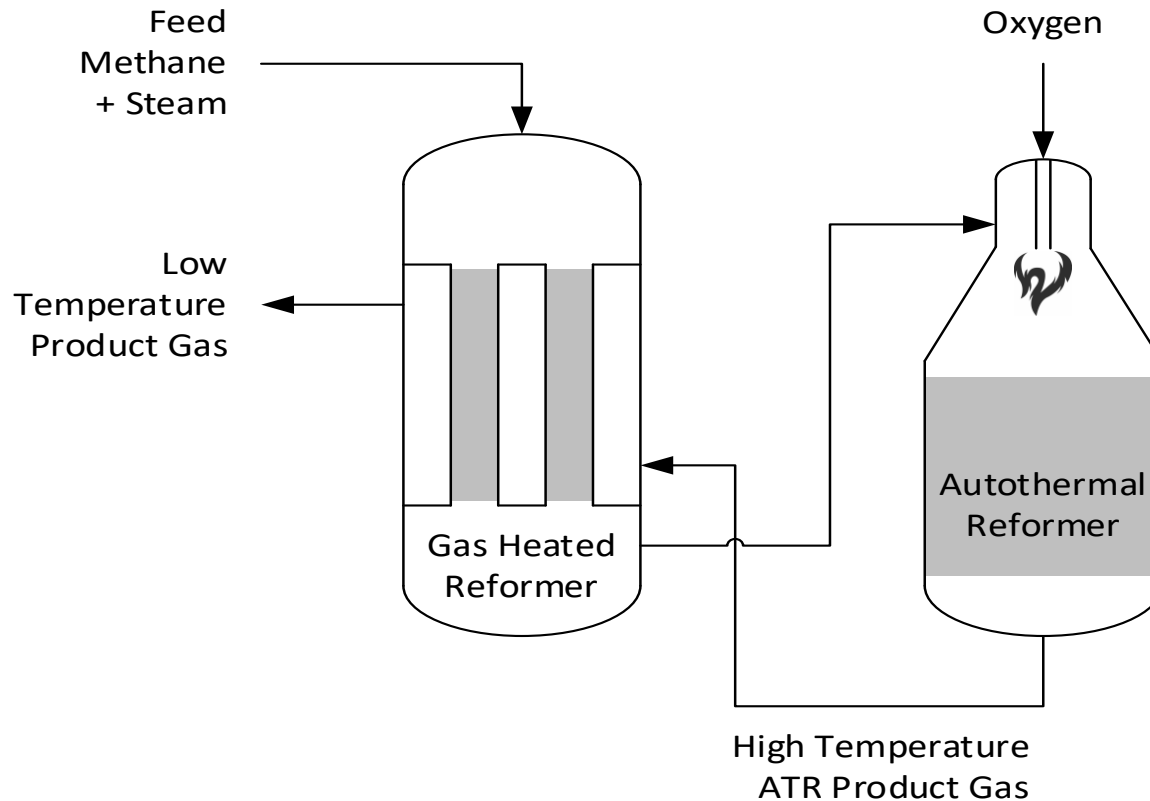 Feed
Methane
+ Steam
Oxygen
Low
Temperature
Product Gas
Gas Heated
Reformer
Autothermal
Reformer
High Temperature
ATR Product Gas